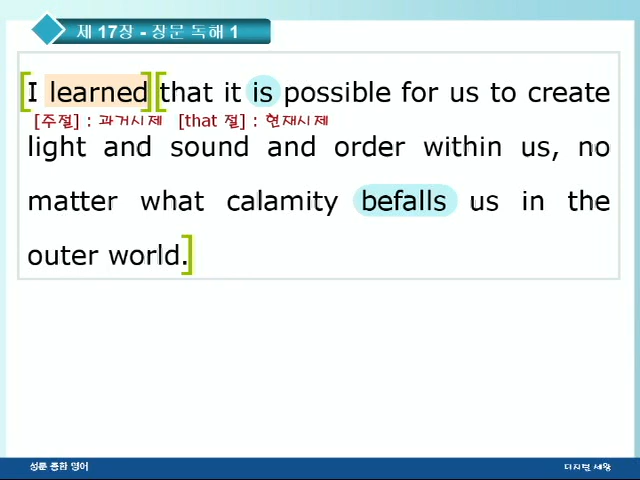 제 17장 - 장문 독해 1
I learned that it is possible for us to create
[주절] : 과거시제 [that 절] : 현재시제
light and sound and order within us, no
matter what calamity befalls us in the
outer world.
성문 종합 영어
디지털 세왕